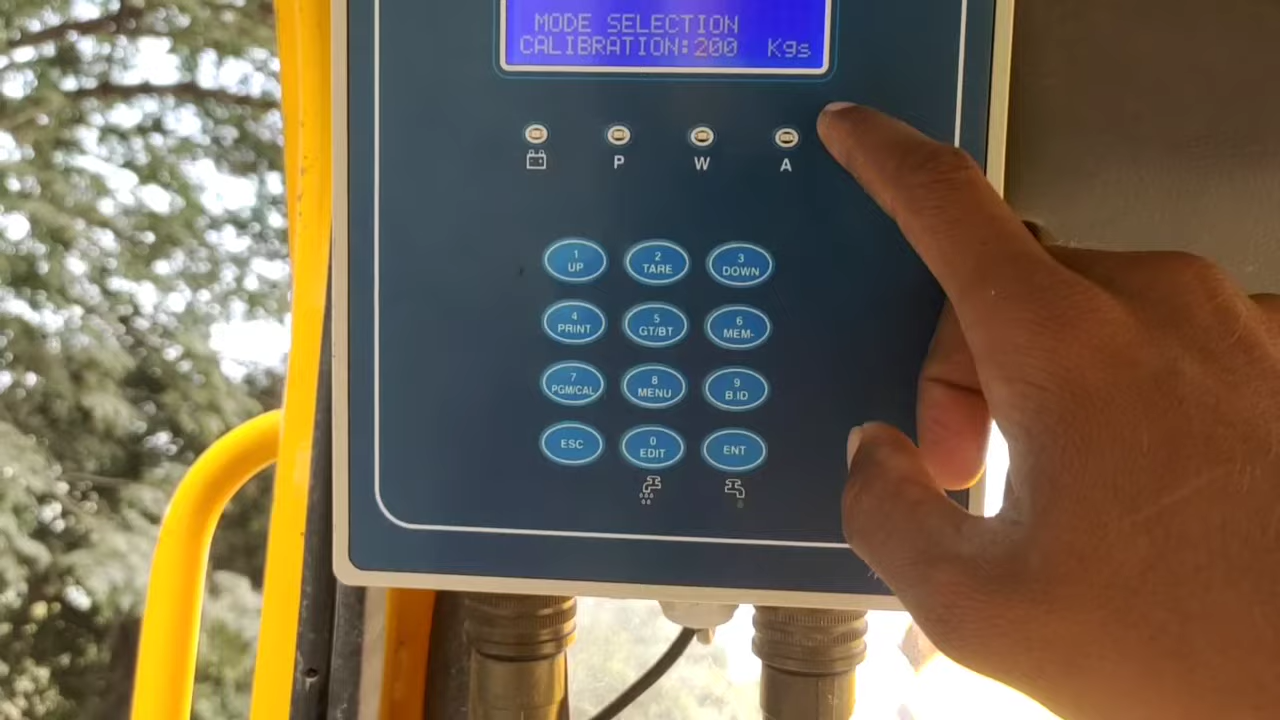 MODE SELECTION
CALIBRATION:200 Kgs
P W A
1 2 3
UP TARE DOWN
4 5 6
PRINT GT/BT MEM-
7 8 9
PGM/CAL MENU B.ID
0
ESC EDIT ENT